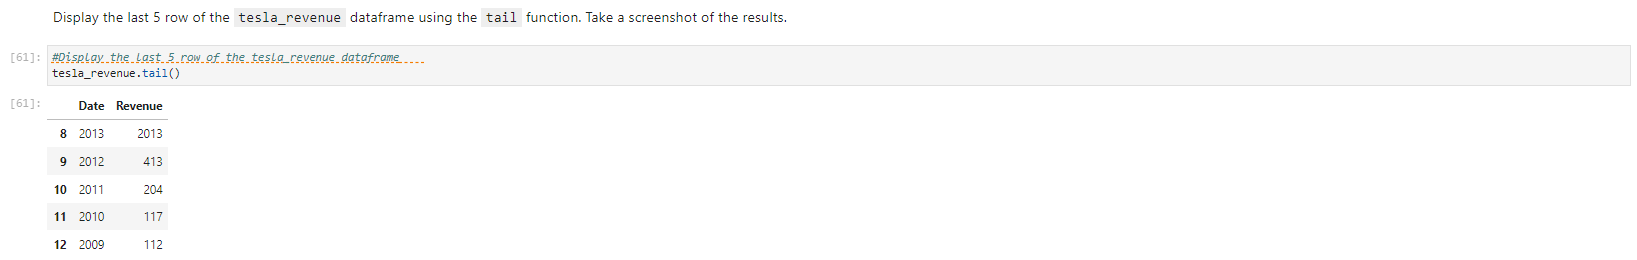 Display the last 5 row of the tesla_revenue dataframe using the tail function. Take a screenshot of the results.
[61]: #Display the last 5 row of the tesla_revenue dataframe
tesla_revenue.tail()
[61]:
Date Revenue
8 2013 2013
9 2012 413
10 2011 204
11 2010 117
12 2009 112